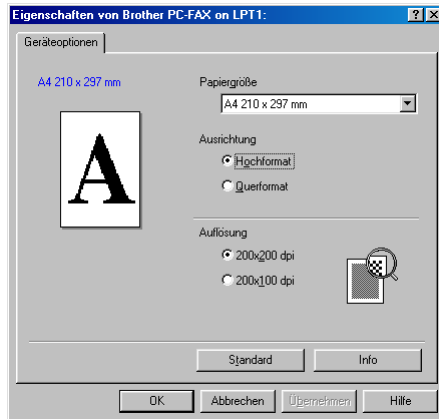 Eigenschaften von Brother PC-FAX on LPT1:
Geräteoptionen
A4 210 x 297 mm
A
Papiergröße
A4 210 x 297 mm
Ausrichtung
Hochformat
Querformat
Auflösung
200x200 dpi
200x100 dpi
Standard Info
OK Abbrechen Übernehmen Hilfe